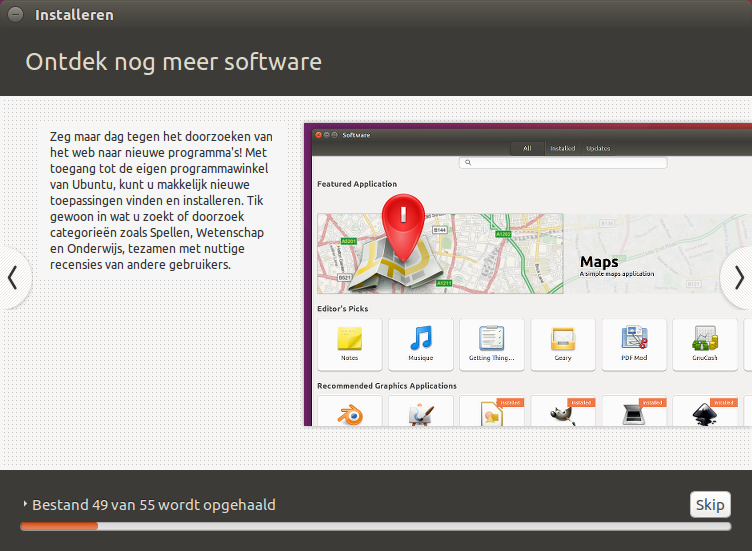 Installeren
Ontdek nog meer software
Zeg maar dag tegen het doorzoeken van
het web naar nieuwe programma's! Met
toegang tot de eigen programmawinkel
van Ubuntu, kunt u makkelijk nieuwe
toepassingen vinden en installeren. Tik
gewoon in wat u zoekt of doorzoek
categorieën zoals Spellen, Wetenschap
en Onderwijs, tezamen met nuttige
recensies van andere gebruikers.
Software
All Installed Updates
Featured Application
A5201
B144
A1202
B521
A1211
Maps
A simple maps application
Editor's Picks
Notes Musique Getting Thing... Geary PDF Mod GnuCash
Recommended Graphics Applications
Installed Installed Installed Installed
Bestand 49 van 55 wordt opgehaald
Skip